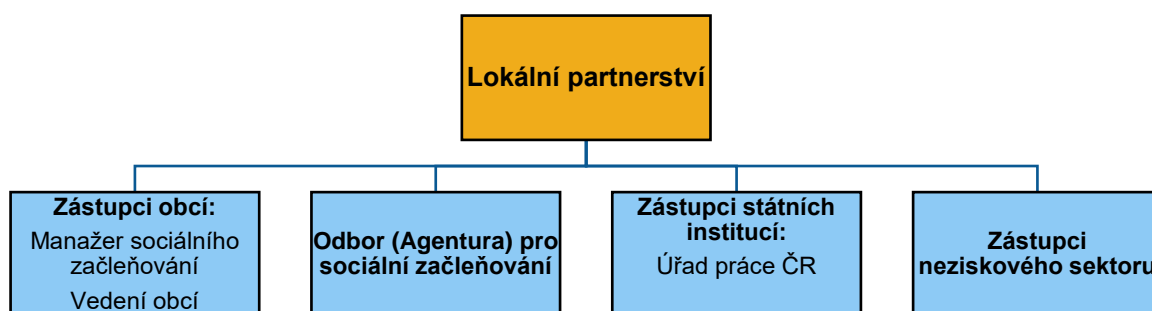 Lokální partnerství
Zástupci obcí:
Manažer sociálního
začleňování
Vedení obcí
Odbor (Agentura) pro
sociální začleňování
Zástupci státních
institucí:
Úřad práce ČR
Zástupci
neziskového sektoru